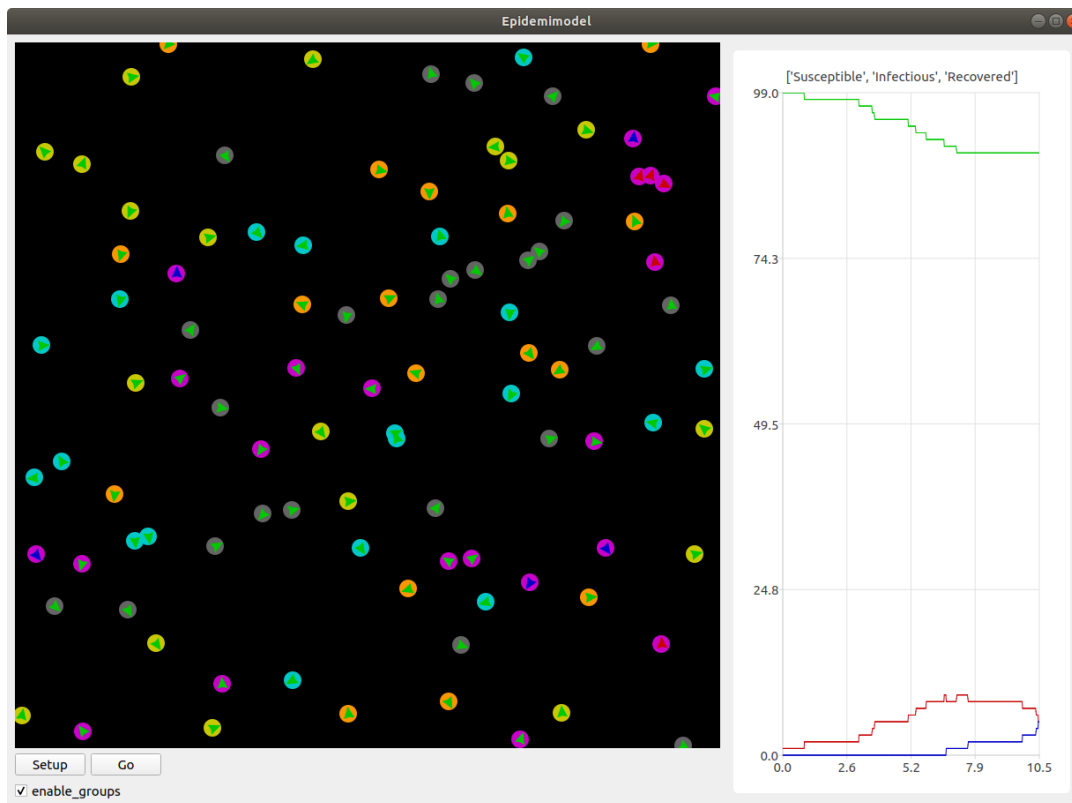 Epidemimodel
['Susceptible', 'Infectious', 'Recovered']
99.0
74.3
49.5
24.8
0.0
0.0 2.6 5.2 7.9 10.5
Setup Go
enable_groups